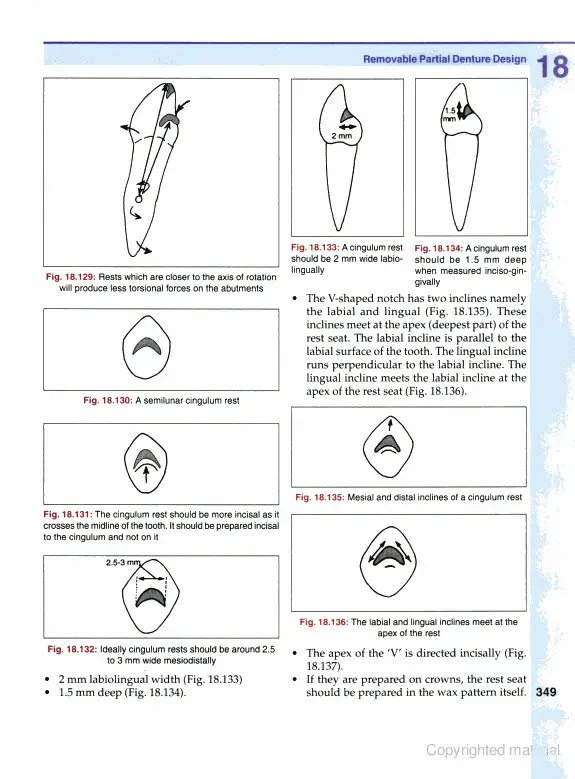 Removable Partial Denture Design
18
Fig. 18.129: Rests which are closer to the axis of rotation
will produce less torsional forces on the abutments
Fig. 18.130: A semilunar cingulum rest
Fig. 18.131: The cingulum rest should be more incisal as it
crosses the midline of the tooth. It should be prepared incisal
to the cingulum and not on it
2.5-3 mm
Fig. 18.132: Ideally cingulum rests should be around 2.5
to 3 mm wide mesiodistally
• 2 mm labiolingual width (Fig. 18.133)
• 1.5 mm deep (Fig. 18.134).
2 mm
Fig. 18.133: A cingulum rest
should be 2 mm wide labio-
lingually
1.5
mm
Fig. 18.134: A cingulum rest
should be 1.5 mm deep
when measured inciso-gin-
givally
• The V-shaped notch has two inclines namely
the labial and lingual (Fig. 18.135). These
inclines meet at the apex (deepest part) of the
rest seat. The labial incline is parallel to the
labial surface of the tooth. The lingual incline
runs perpendicular to the labial incline. The
lingual incline meets the labial incline at the
apex of the rest seat (Fig. 18.136).
Fig. 18.135: Mesial and distal inclines of a cingulum rest
Fig. 18.136: The labial and lingual inclines meet at the
apex of the rest
• The apex of the ‘V’ is directed incisally (Fig.
18.137).
• If they are prepared on crowns, the rest seat
should be prepared in the wax pattern itself.
349
Copyrighted material